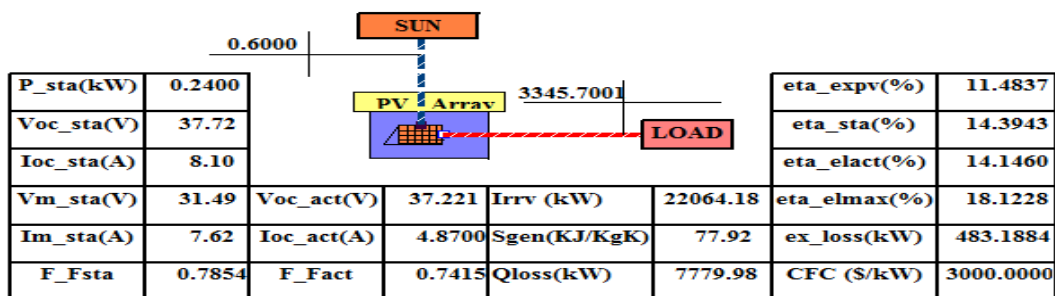 SUN
0.6000
P_sta(kW) 0.2400 eta_expv(%) 11.4837
PV Array 3345.7001
Voc_sta(V) 37.72 LOAD eta_sta(%) 14.3943
Ioc_sta(A) 8.10 eta_elact(%) 14.1460
Vm_sta(V) 31.49 Voc_act(V) 37.221 Irrv (kW) 22064.18 eta_elmax(%) 18.1228
Im_sta(A) 7.62 Ioc_act(A) 4.8700 Sgen(KJ/KgK) 77.92 ex_loss(kW) 483.1884
F_Fsta 0.7854 F_Fact 0.7415 Qloss(kW) 7779.98 CFC ($/kW) 3000.0000